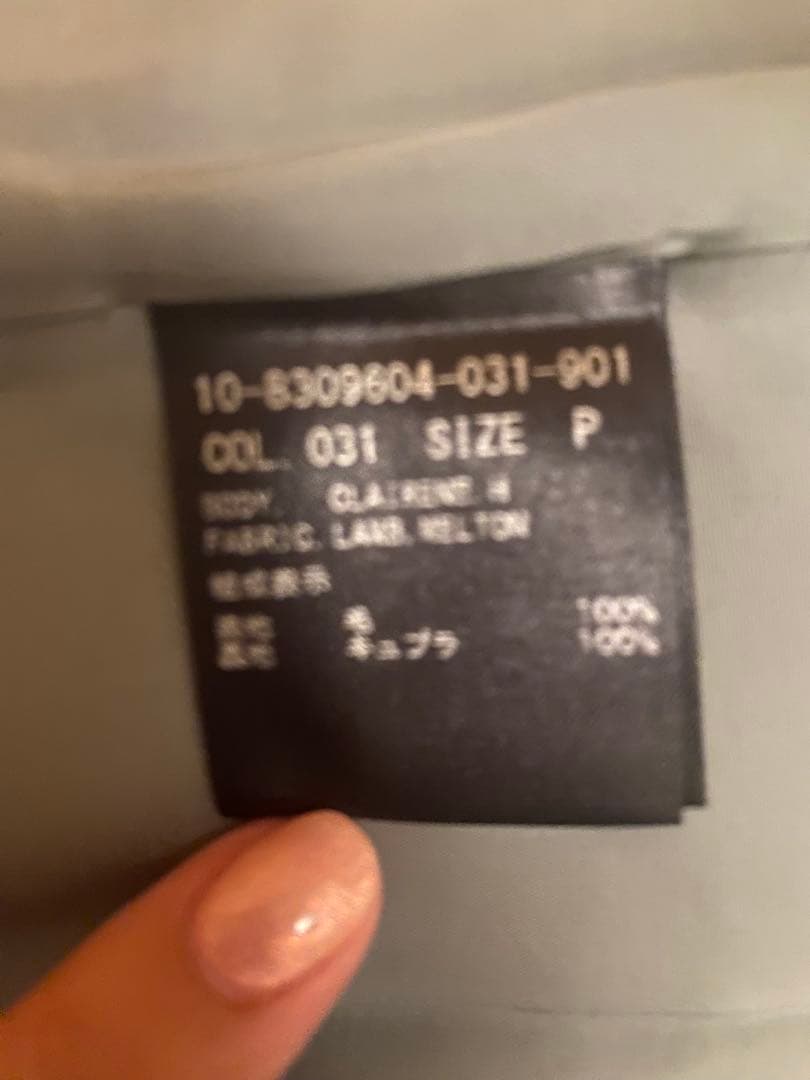 10-8309604-031-901
COL. 031 SIZE P
BODY.
FABRIC. LAMB.MELTON
組成表示
表地 毛 100%
裏地 キュプラ 100%